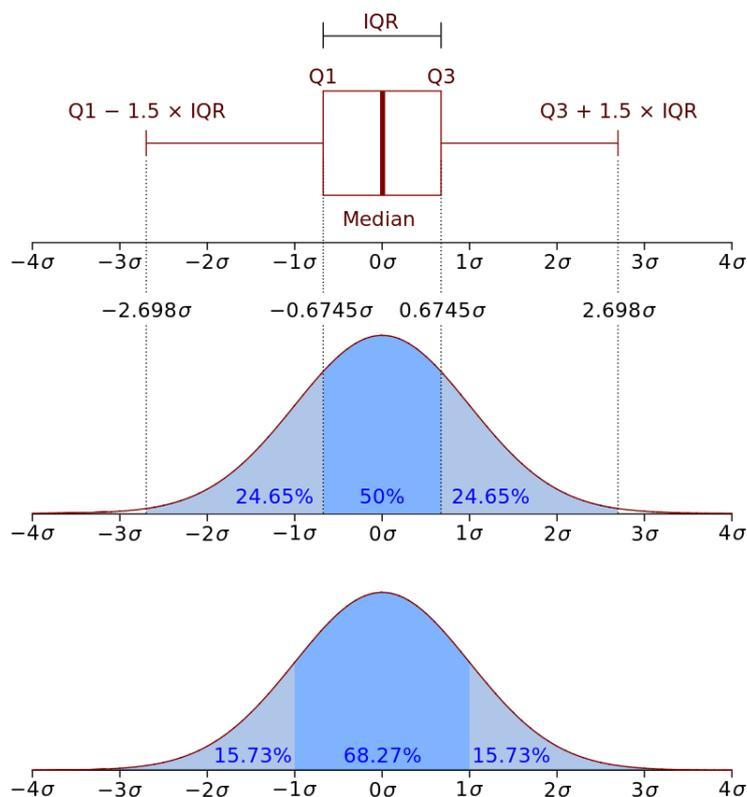 IQR
Q1 Q3
Q1 − 1.5 × IQR Q3 + 1.5 × IQR
Median
−4σ −3σ −2σ −1σ 0σ 1σ 2σ 3σ 4σ
−2.698σ −0.6745σ 0.6745σ 2.698σ
24.65% 50% 24.65%
−4σ −3σ −2σ −1σ 0σ 1σ 2σ 3σ 4σ
15.73% 68.27% 15.73%
−4σ −3σ −2σ −1σ 0σ 1σ 2σ 3σ 4σ